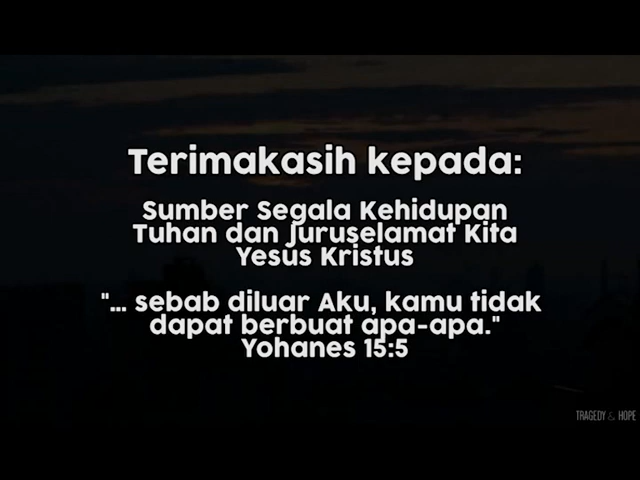 Terimakasih kepada:
Sumber Segala Kehidupan
Tuhan dan Juruselamat Kita
Yesus Kristus
"... sebab diluar Aku, kamu tidak
dapat berbuat apa-apa."
Yohanes 15:5
TRAGEDY & HOPE